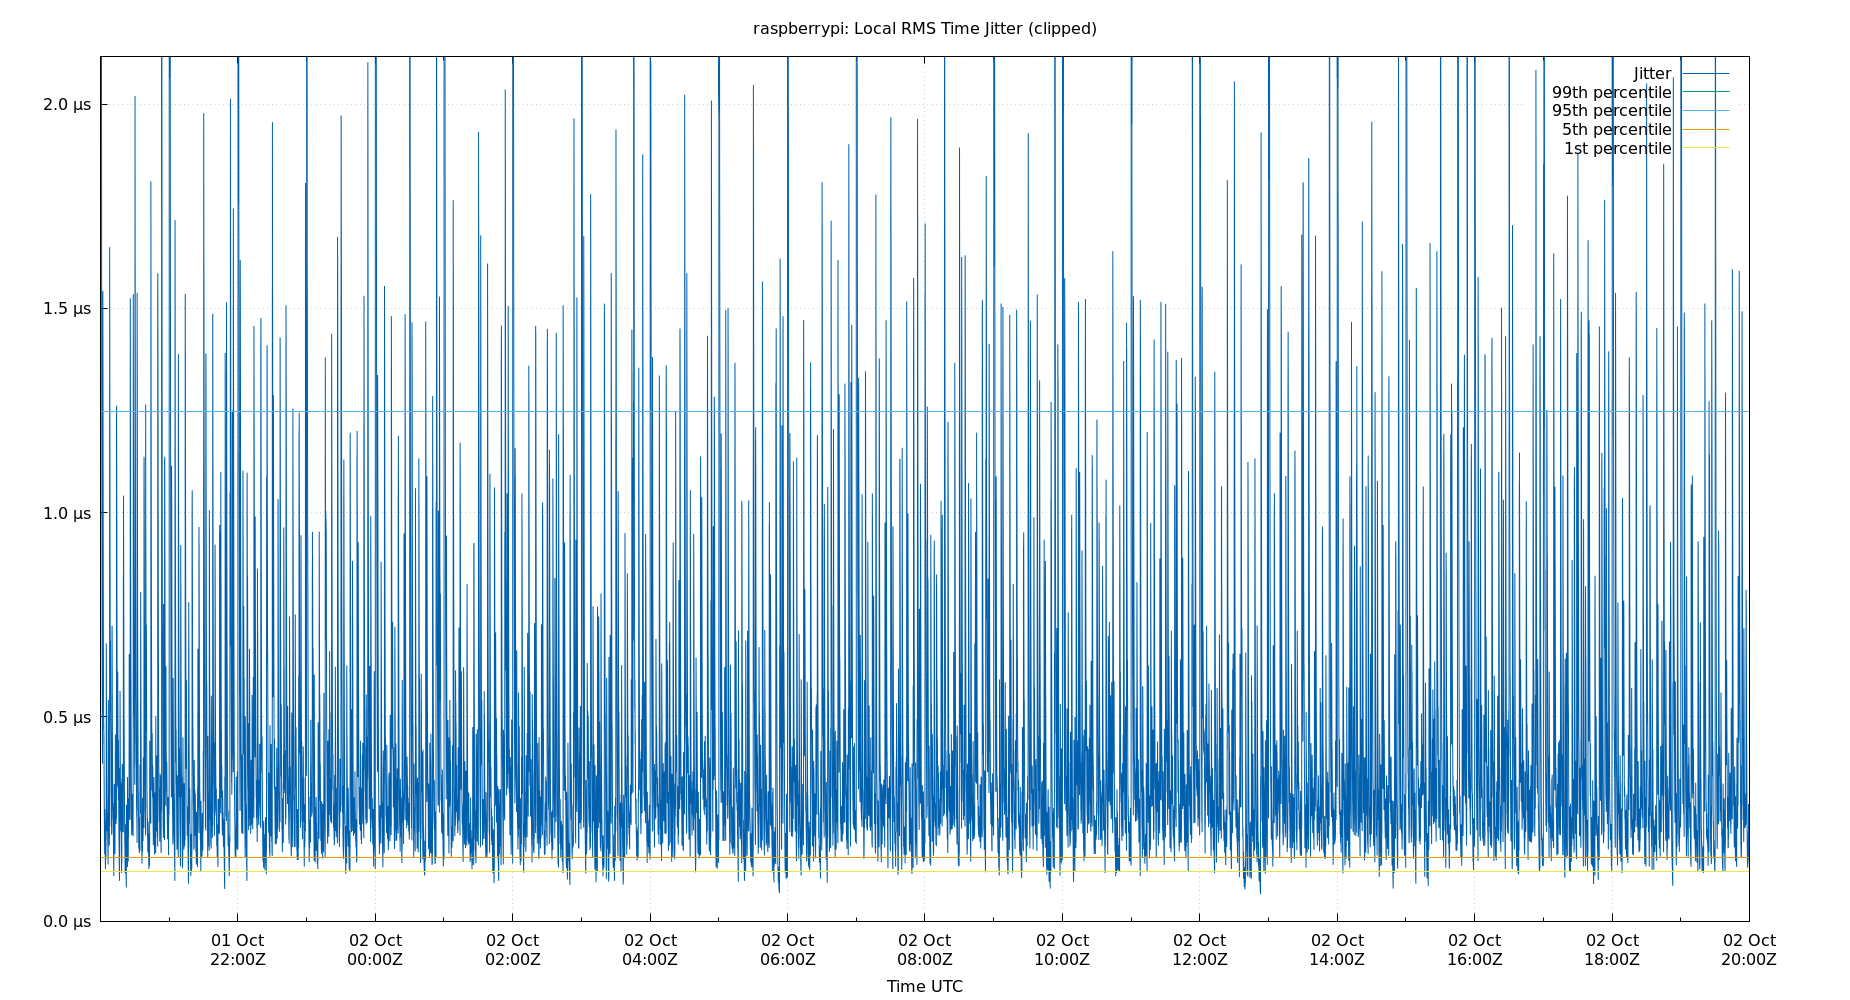 raspberrypi: Local RMS Time Jitter (clipped)
Jitter
99th percentile
95th percentile
5th percentile
1st percentile
2.0 µs
1.5 µs
1.0 µs
0.5 µs
0.0 µs
01 Oct 02 Oct 02 Oct 02 Oct 02 Oct 02 Oct 02 Oct 02 Oct 02 Oct 02 Oct 02 Oct 02 Oct
22:00Z 00:00Z 02:00Z 04:00Z 06:00Z 08:00Z 10:00Z 12:00Z 14:00Z 16:00Z 18:00Z 20:00Z
Time UTC